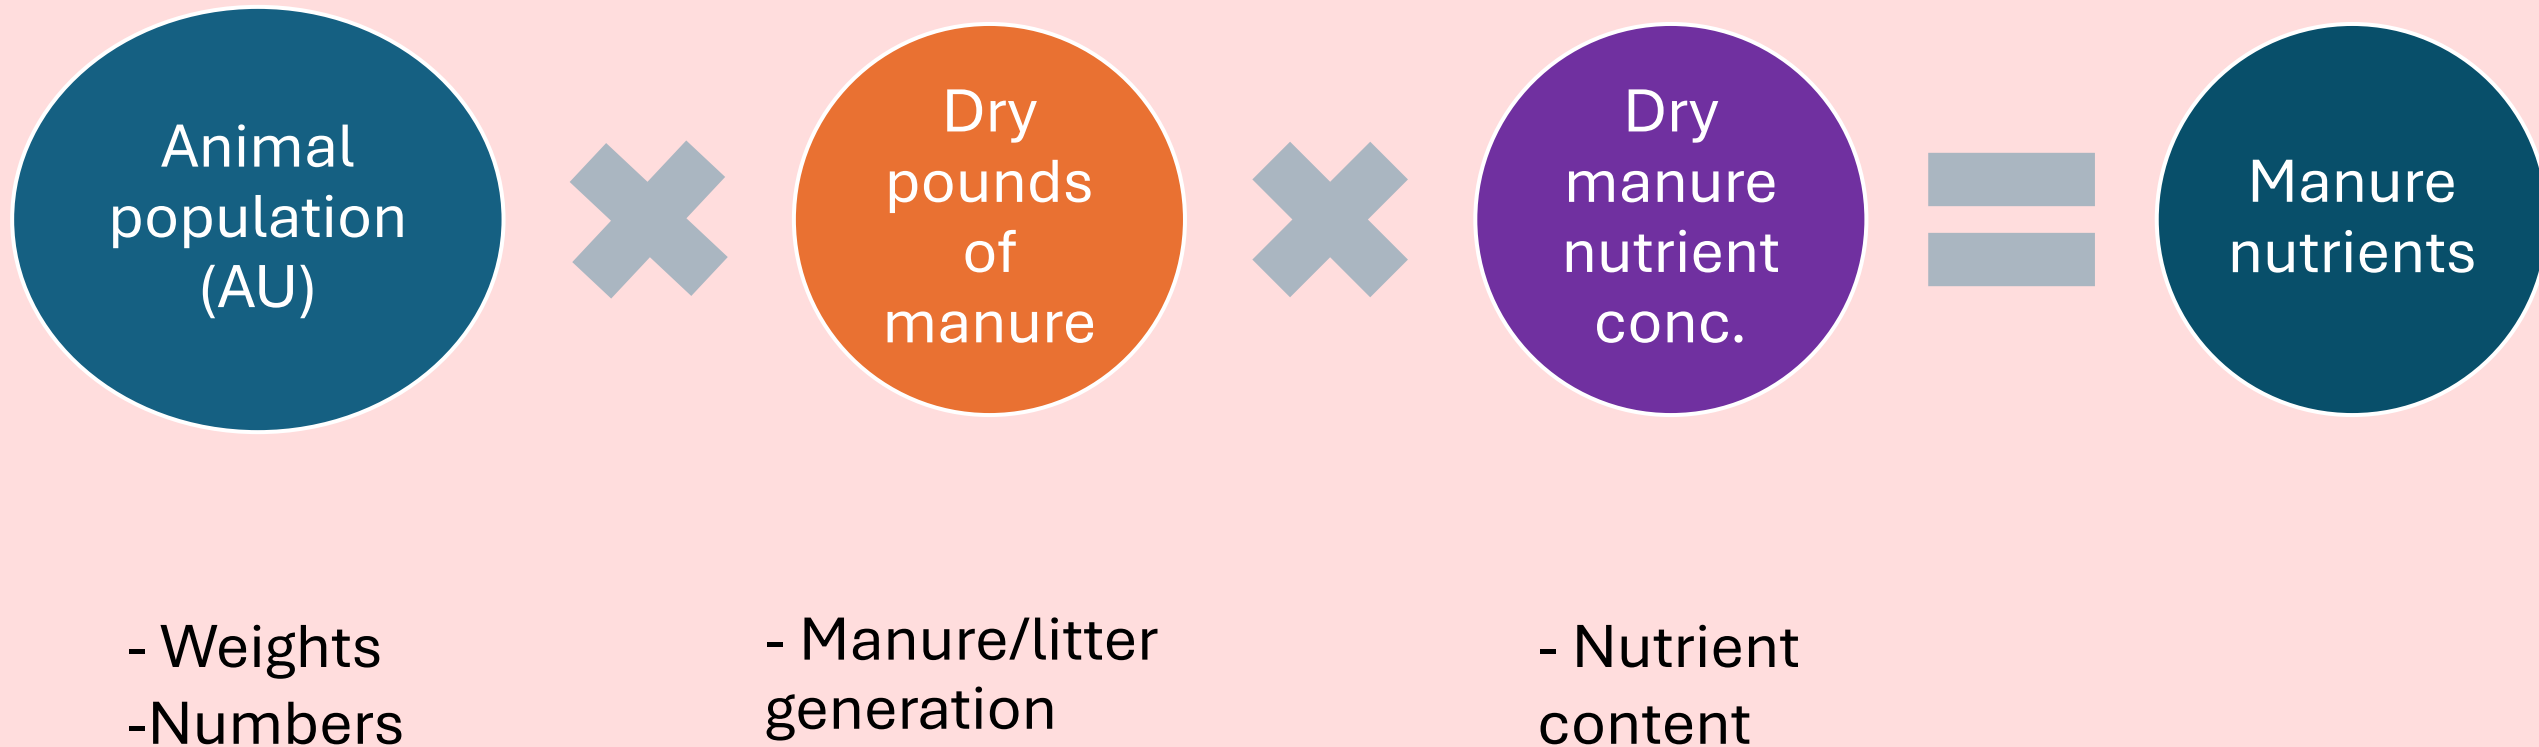 Animal
population
(AU)
Dry
pounds
of
manure
Dry
manure
nutrient
conc.
Manure
nutrients
- Weights
-Numbers
- Manure/litter
generation
- Nutrient
content